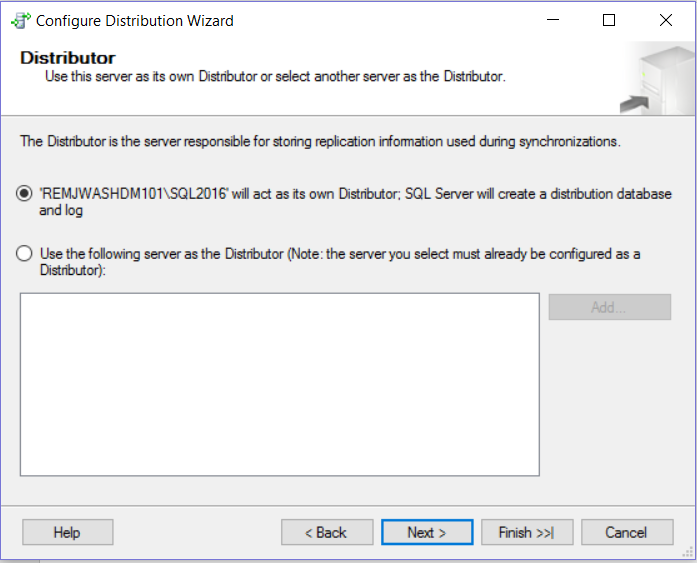 Configure Distribution Wizard
Distributor
Use this server as its own Distributor or select another server as the Distributor.
The Distributor is the server responsible for storing replication information used during synchronizations.
'REMJWASHDM101\SQL2016' will act as its own Distributor; SQL Server will create a distribution database
and log
Use the following server as the Distributor (Note: the server you select must already be configured as a
Distributor):
Add...
Help
< Back
Next >
Finish >>|
Cancel